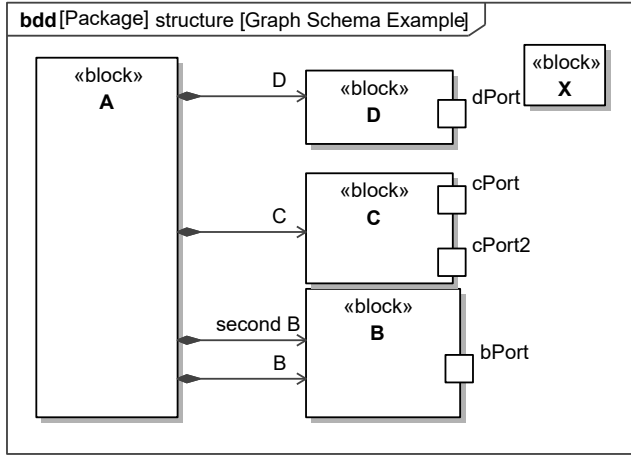 bdd [Package] structure [Graph Schema Example]
«block»
A
D
«block»
D
dPort
«block»
X
C
«block»
C
cPort
cPort2
second B
B
«block»
B
bPort